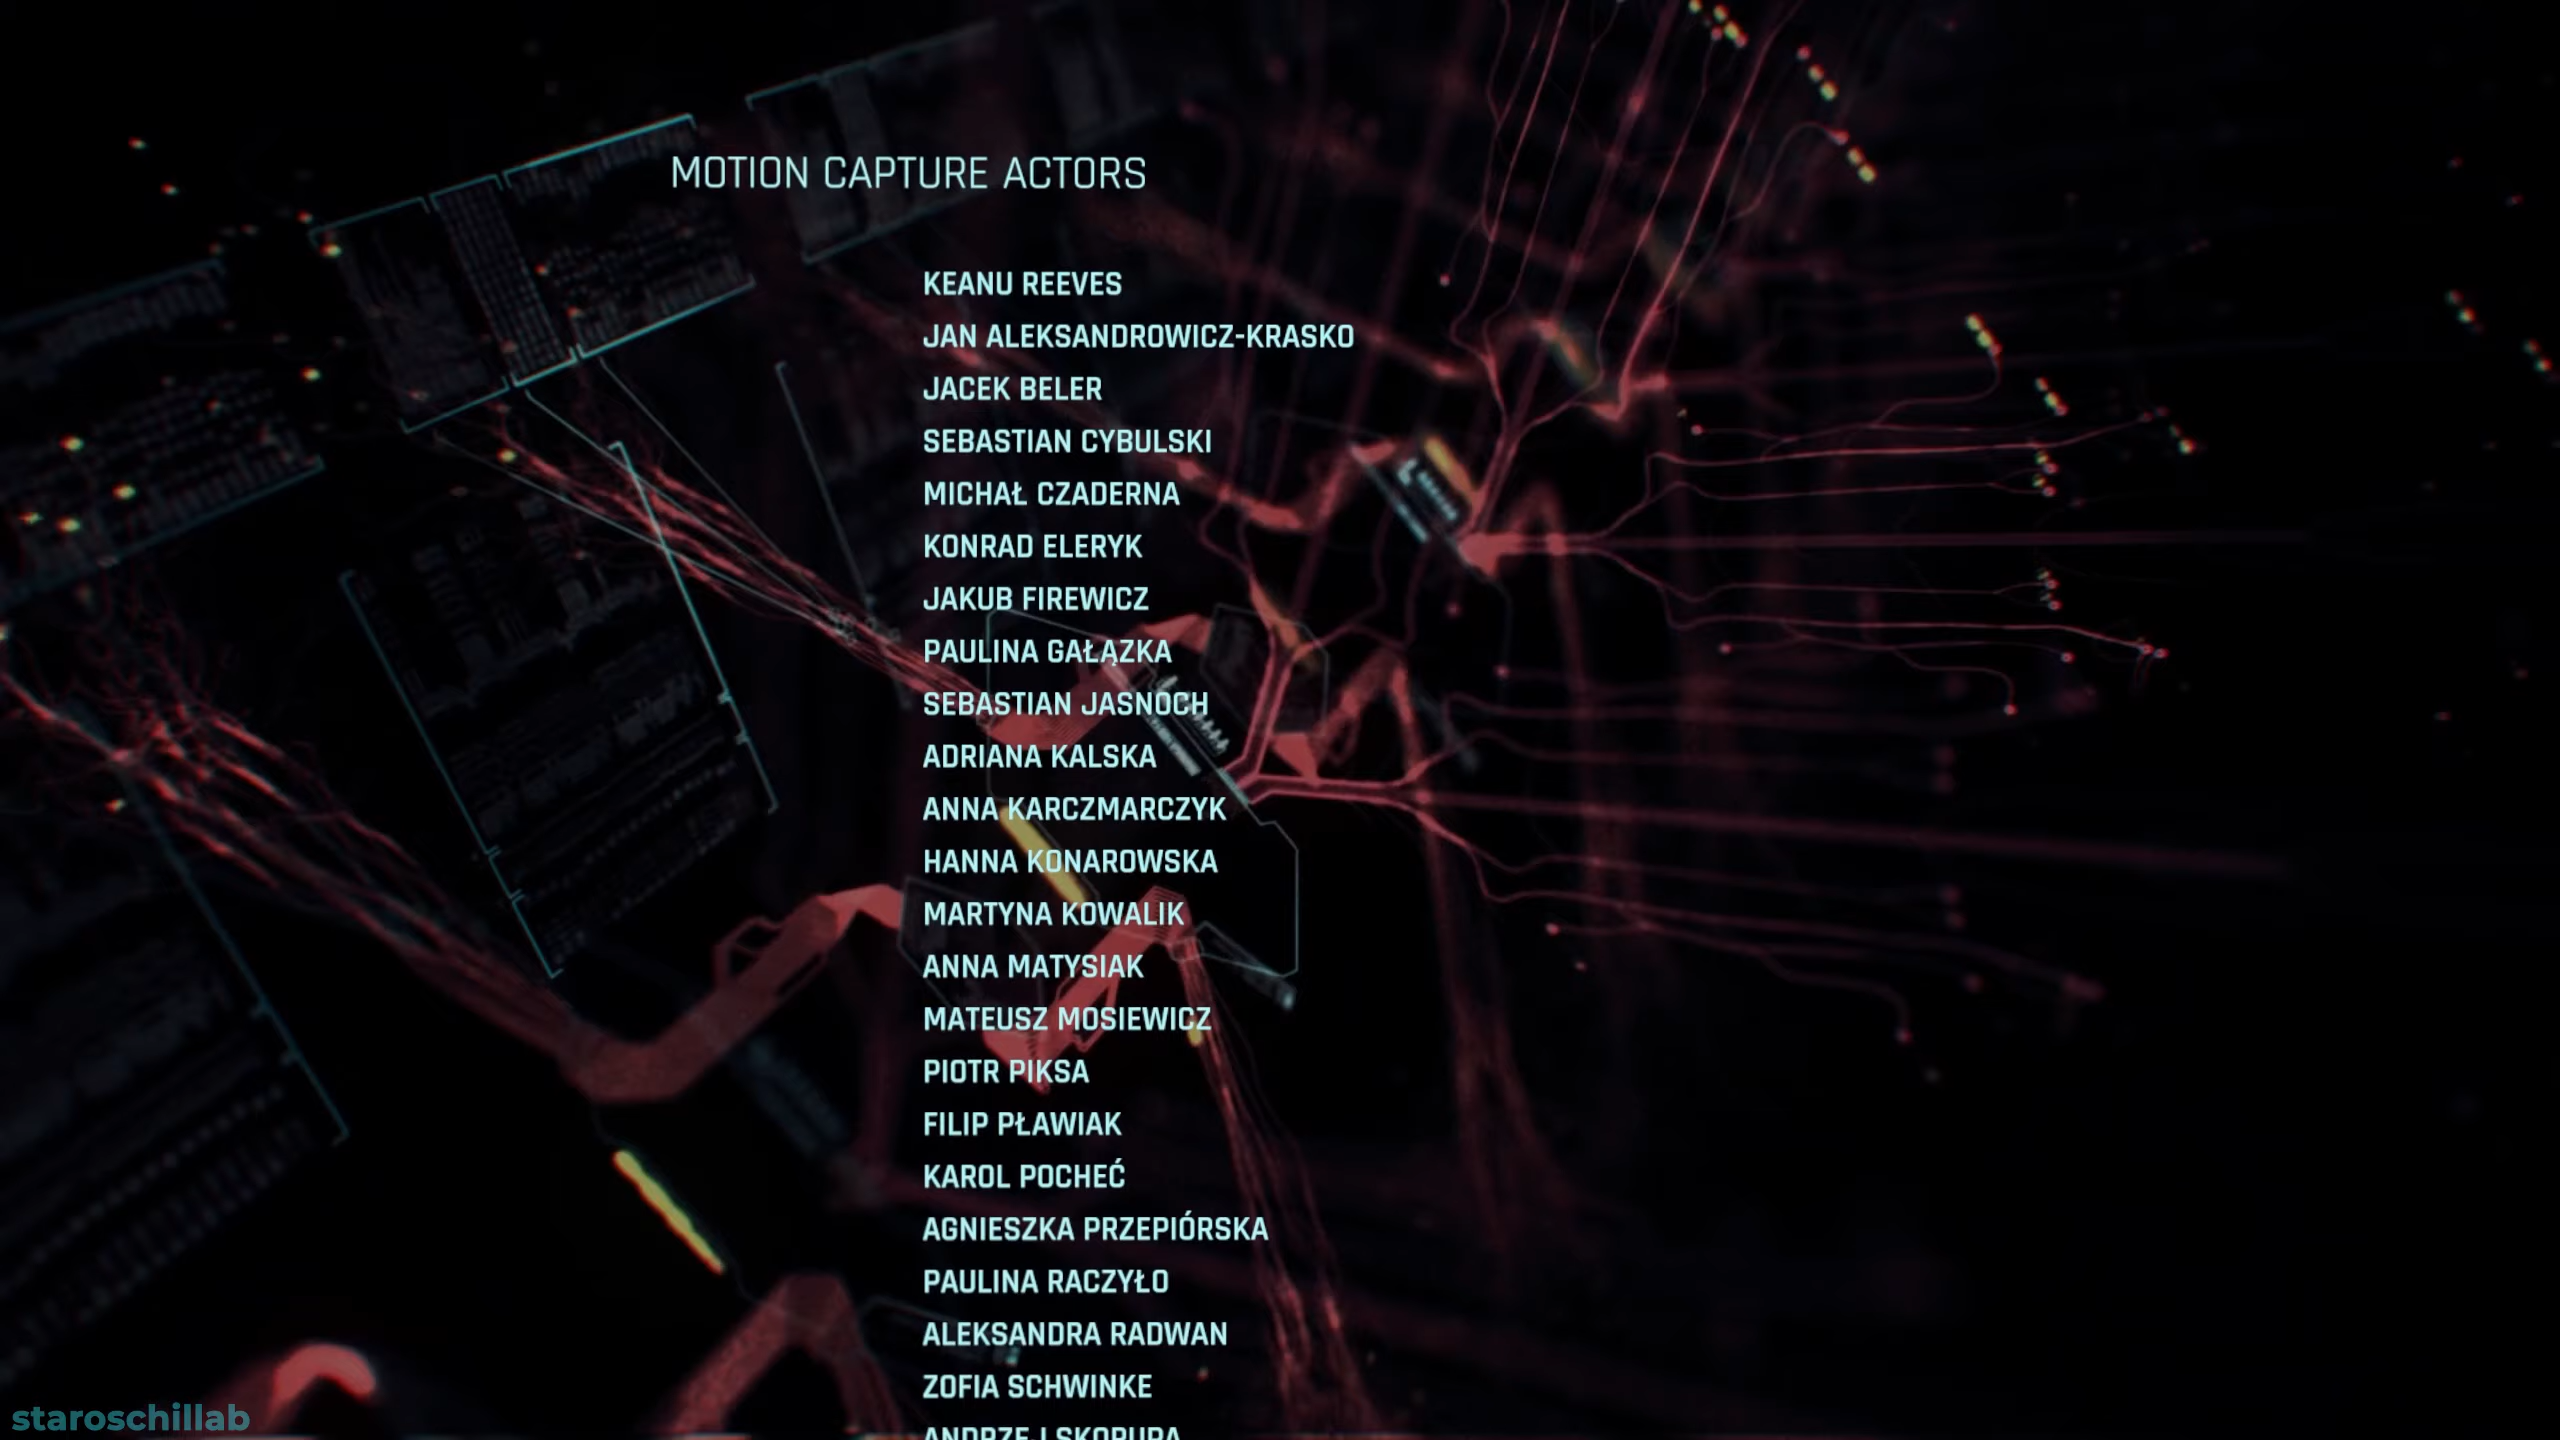 MOTION CAPTURE ACTORS
KEANU REEVES
JAN ALEKSANDROWICZ-KRASKO
JACEK BELER
SEBASTIAN CYBULSKI
MICHAŁ CZADERNA
KONRAD ELERYK
JAKUB FIREWICZ
PAULINA GAŁĄZKA
SEBASTIAN JASNOCH
ADRIANA KALSKA
ANNA KARCZMARCZYK
HANNA KONAROWSKA
MARTYNA KOWALIK
ANNA MATYSIAK
MATEUSZ MOSIEWICZ
PIOTR PIKSA
FILIP PŁAWIAK
KAROL POCHEĆ
AGNIESZKA PRZEPIÓRSKA
PAULINA RACZYŁO
ALEKSANDRA RADWAN
ZOFIA SCHWINKE
staroschillab